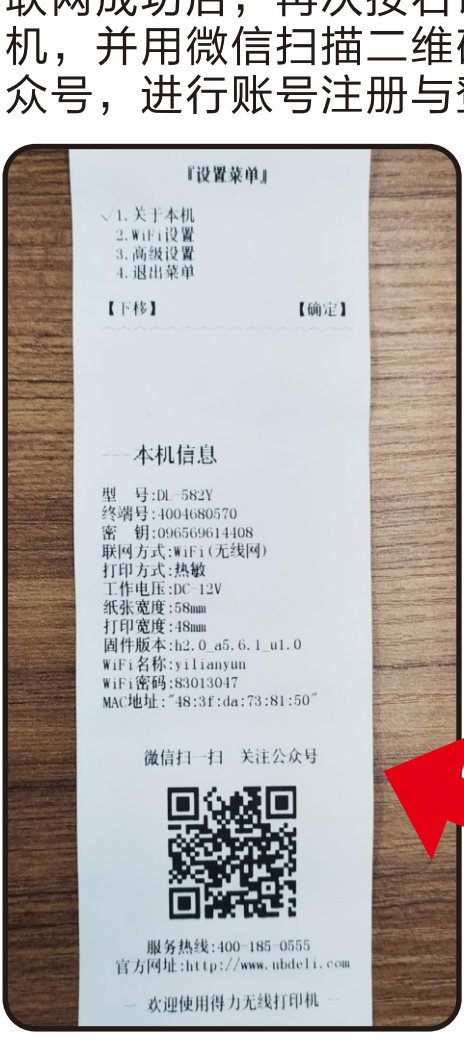 联网成功后，再次按右
机，并用微信扫描二维
众号，进行账号注册与
『设置菜单』
✓1.关于本机
2.WiFi设置
3.高级设置
4.退出菜单
【下移】 【确定】
本机信息
型 号:DL-582Y
终端号:4004680570
密 钥:096569614408
联网方式:WiFi(无线网)
打印方式:热敏
工作电压:DC-12V
纸张宽度:58mm
打印宽度:48mm
固件版本:h2.0_a5.6.1_u1.0
WiFi名称:yilianyun
WiFi密码:83013047
MAC地址:"48:3f:da:73:81:50"
微信扫一扫 关注公众号
服务热线:400-185-0555
官方网址:http://www.nbdeli.com
-- 欢迎使用得力无线打印机 --